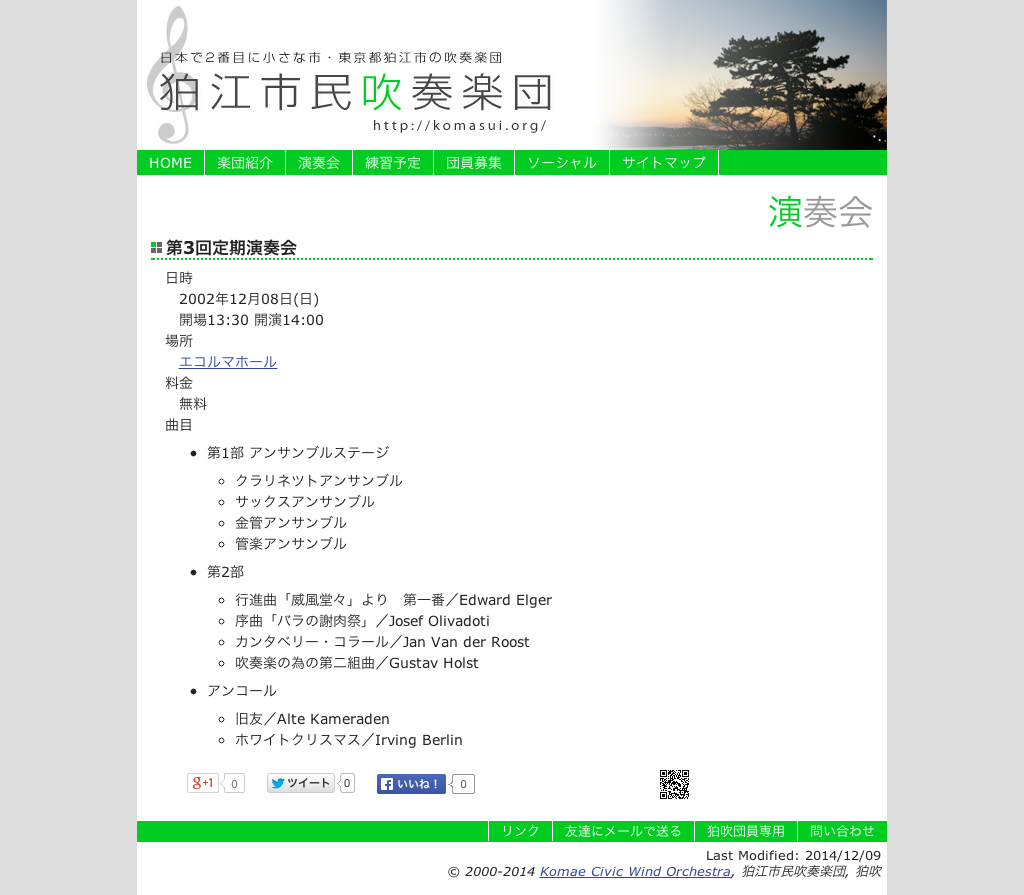 日本で2番目に小さな市・東京都狛江市の吹奏楽団
狛江市民吹奏楽団
http://komasui.org/
HOME 楽団紹介 演奏会 練習予定 団員募集 ソーシャル サイトマップ
演奏会
第3回定期演奏会
日時
2002年12月08日(日)
開場13:30 開演14:00
場所
エコルマホール
料金
無料
曲目
• 第1部 アンサンブルステージ
◦ クラリネツトアンサンブル
◦ サックスアンサンブル
◦ 金管アンサンブル
◦ 管楽アンサンブル
• 第2部
◦ 行進曲「威風堂々」より　第一番／Edward Elger
◦ 序曲「バラの謝肉祭」／Josef Olivadoti
◦ カンタベリー・コラール／Jan Van der Roost
◦ 吹奏楽の為の第二組曲／Gustav Holst
• アンコール
◦ 旧友／Alte Kameraden
◦ ホワイトクリスマス／Irving Berlin
g+1 0 ツイート 0 いいね！ 0
リンク 友達にメールで送る 狛吹団員専用 問い合わせ
Last Modified: 2014/12/09
© 2000-2014 Komae Civic Wind Orchestra, 狛江市民吹奏楽団, 狛吹